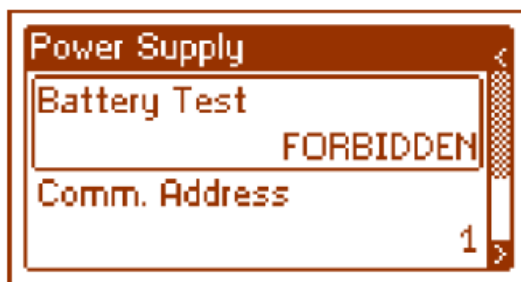 Power Supply
Battery Test
FORBIDDEN
Comm. Address
1